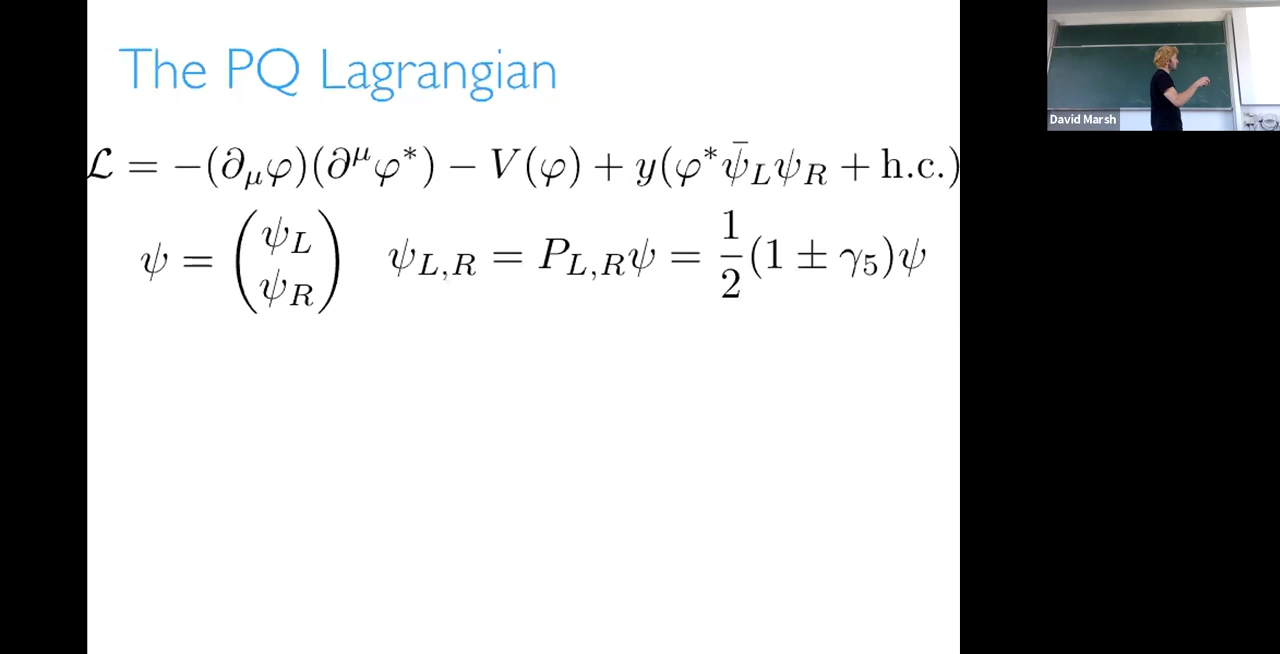 The PQ Lagrangian
ℒ = −(∂_μφ)(∂^μφ*) − V(φ) + y(φ*ψ̄_Lψ_R + h.c.)
ψ = (ψ_L ψ_R) ψ_{L,R} = P_{L,R}ψ = 1/2(1 ± γ_5)ψ
David Marsh